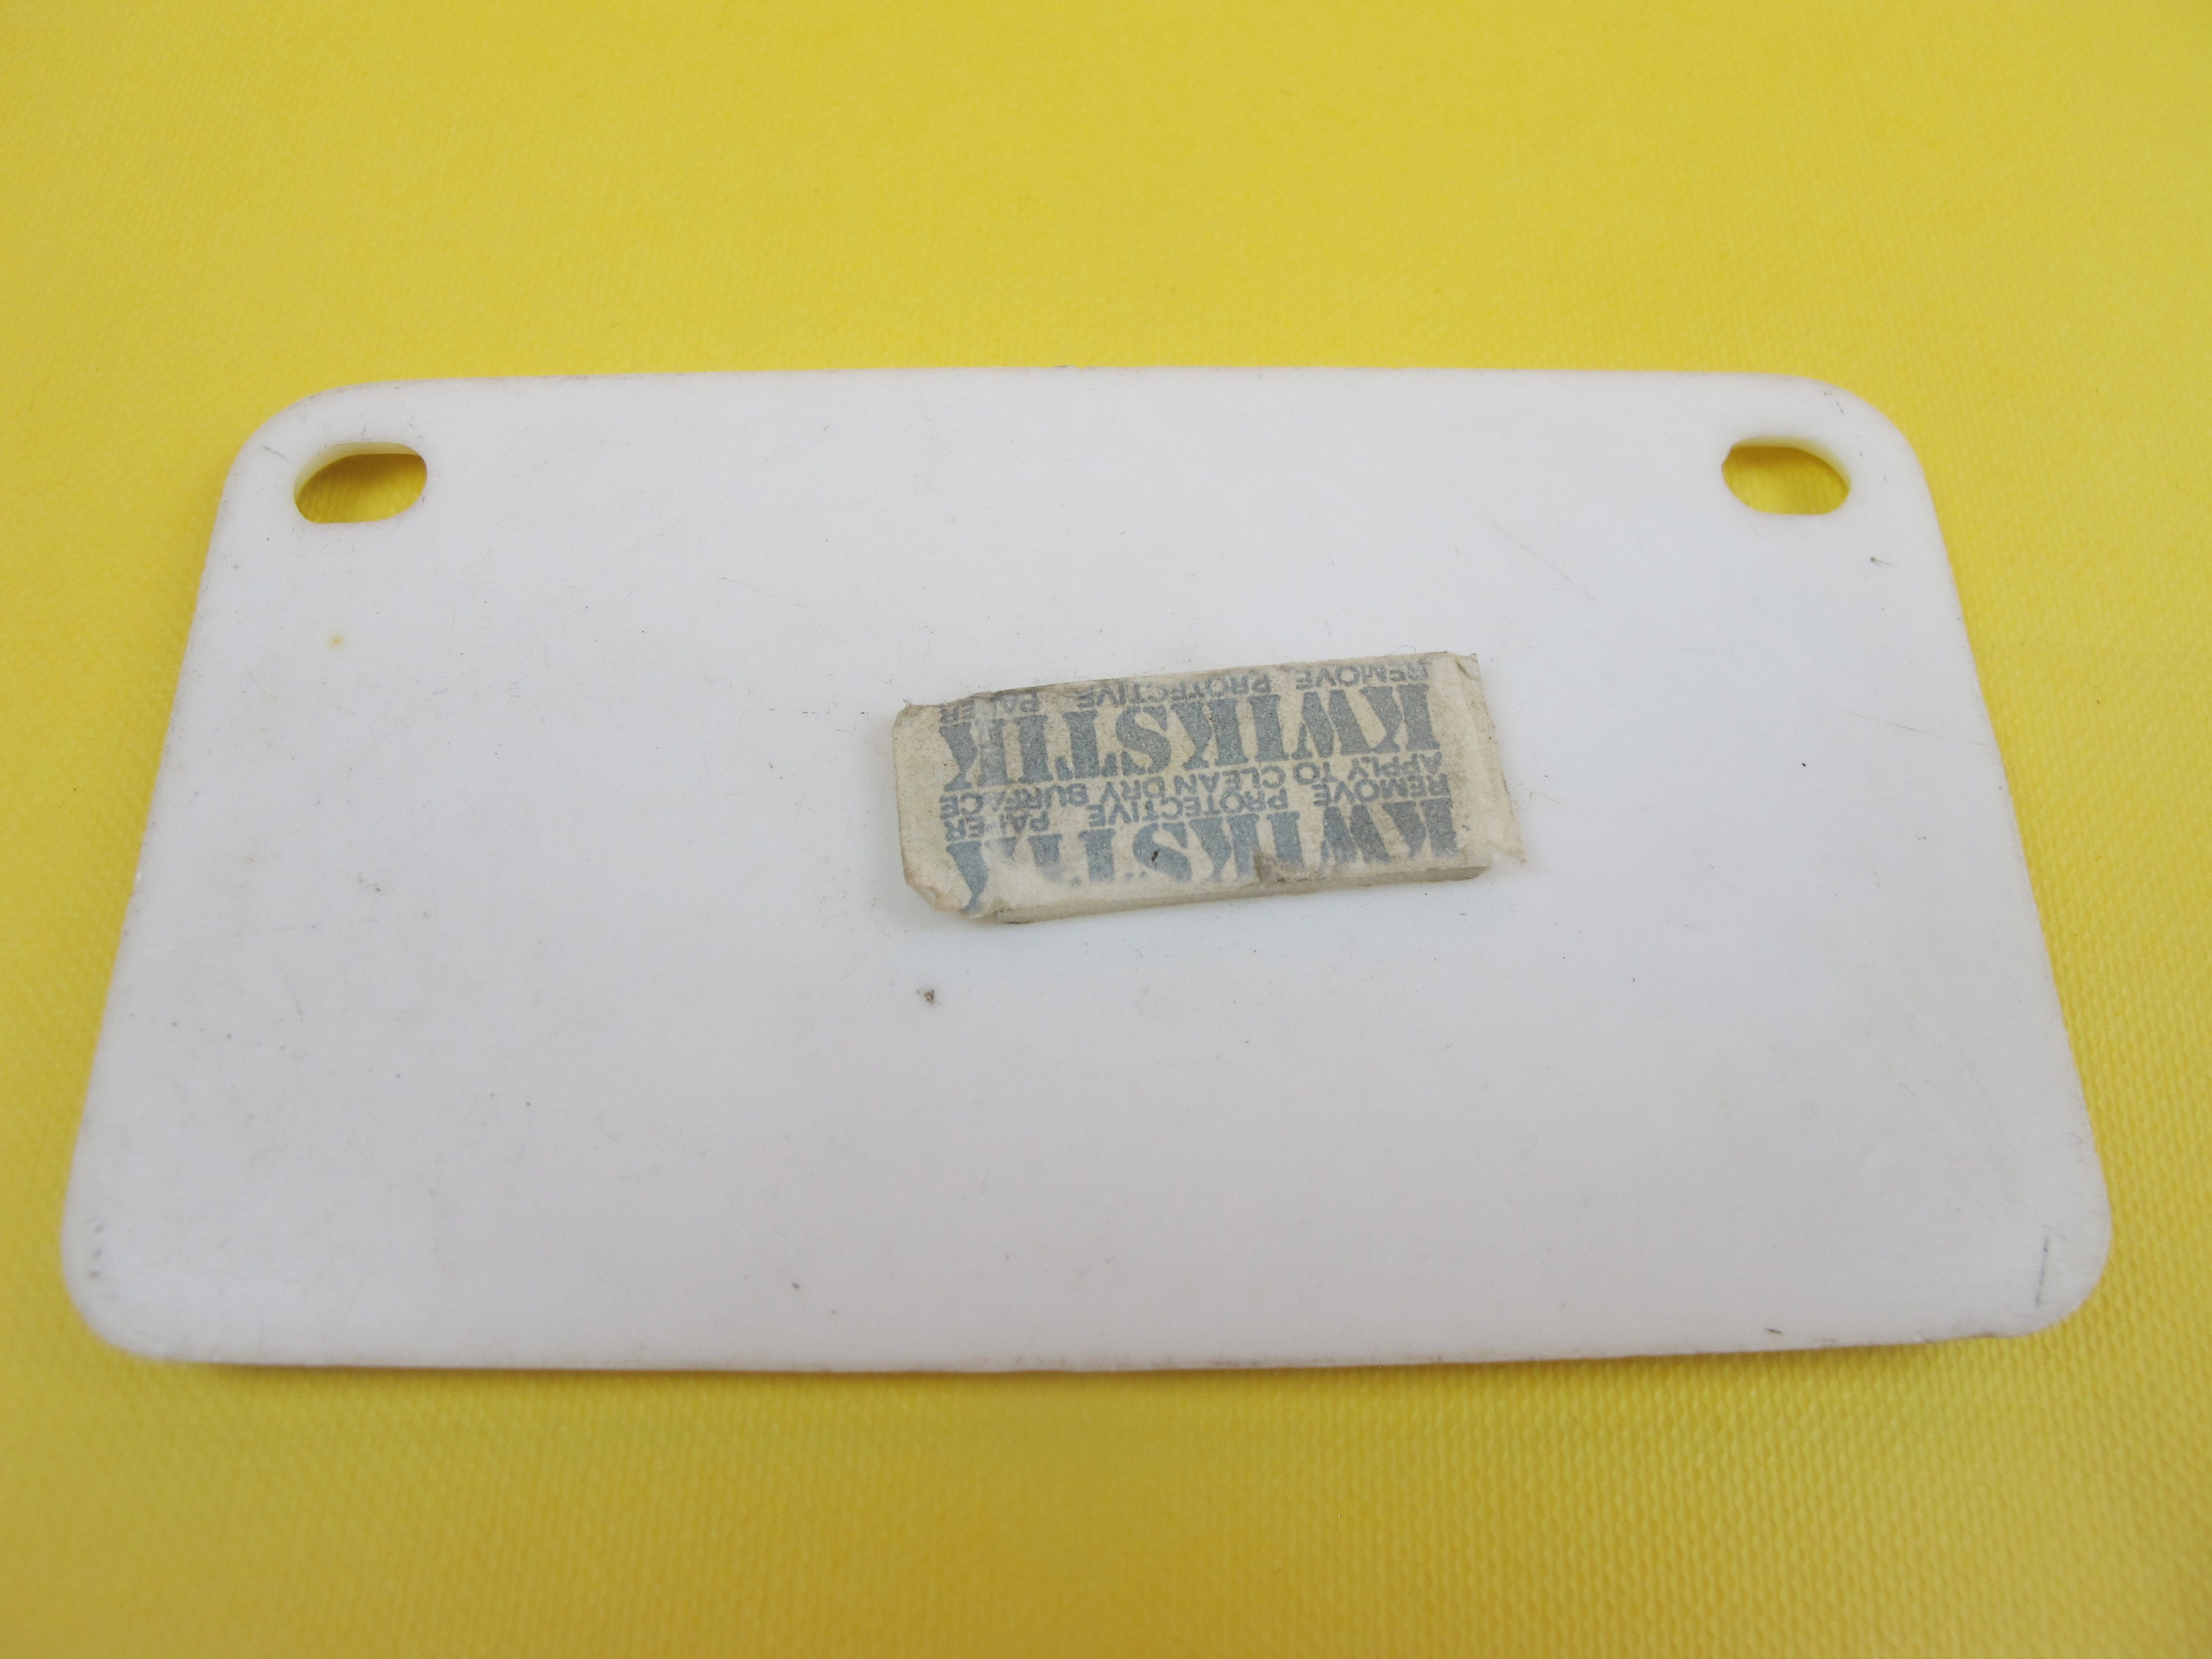 KWIKSTIK
REMOVE PROTECTIVE PAPER
APPLY TO CLEAN DRY SURFACE
KWIKSTIK
REMOVE PROTECTIVE PAPER